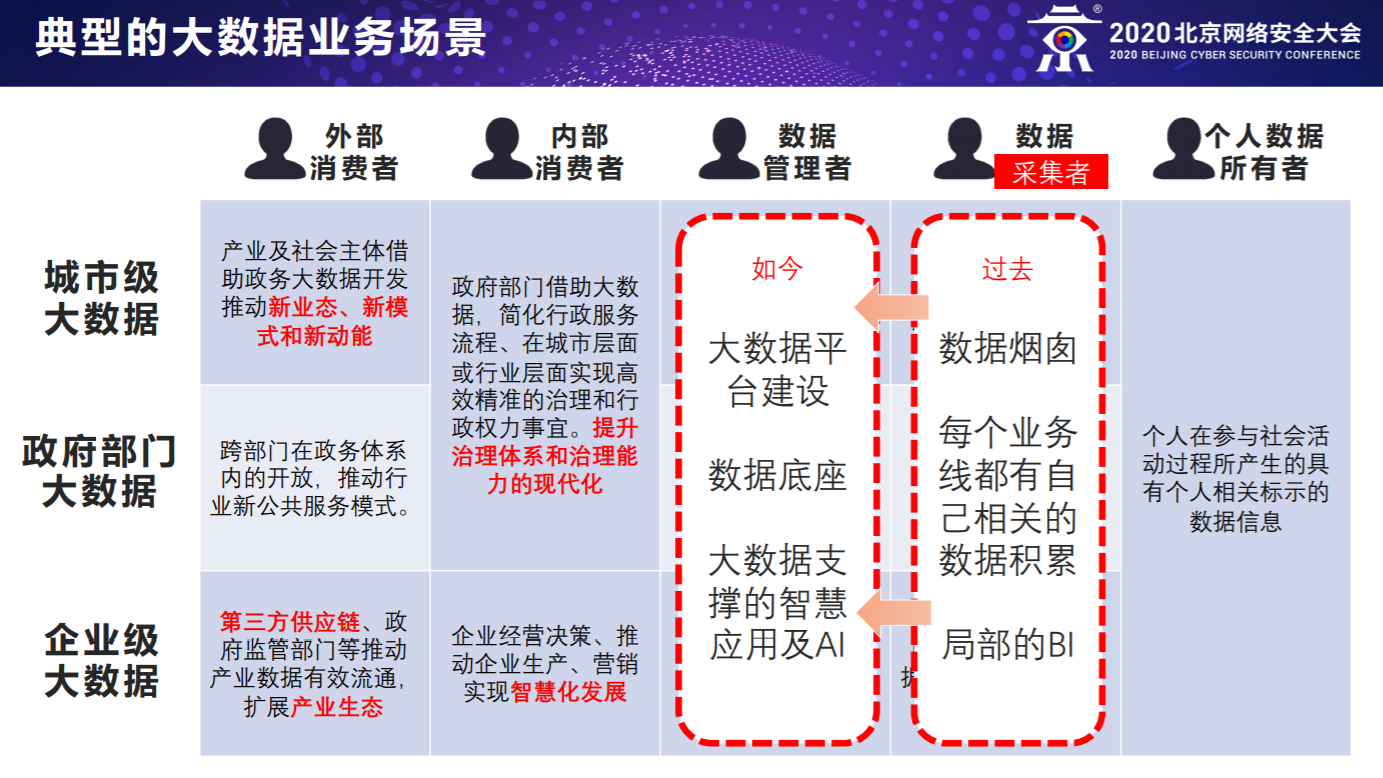 典型的大数据业务场景
®
2020北京网络安全大会
2020 BEIJING CYBER SECURITY CONFERENCE
外部
消费者
内部
消费者
数据
管理者
数据
采集者
个人数据
所有者
城市级
大数据
产业及社会主体借
助政务大数据开发
推动新业态、新模
式和新动能
政府部门借助大数
据，简化行政服务
流程、在城市层面
或行业层面实现高
效精准的治理和行
政权力事宜。提升
治理体系和治理能
力的现代化
如今
大数据平
台建设
数据底座
大数据支
撑的智慧
应用及AI
过去
数据烟囱
每个业务
线都有自
己相关的
数据积累
局部的BI
个人在参与社会活
动过程所产生的具
有个人相关标示的
数据信息
政府部门
大数据
跨部门在政务体系
内的开放，推动行
业新公共服务模式。
企业级
大数据
第三方供应链、政
府监管部门等推动
产业数据有效流通，
扩展产业生态
企业经营决策、推
动企业生产、营销
实现智慧化发展